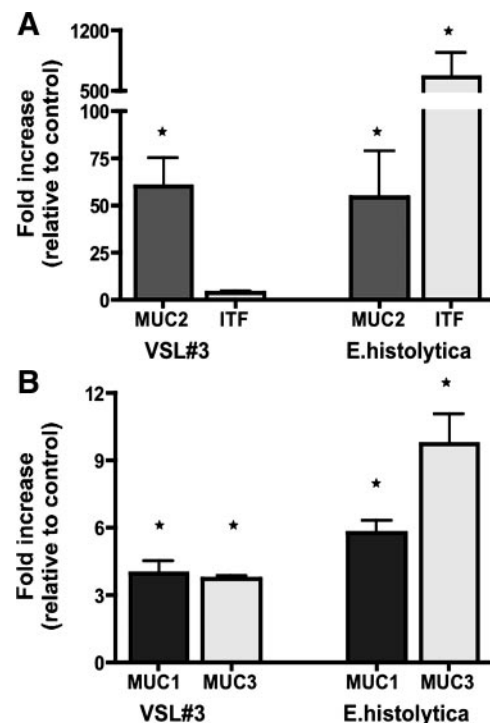 A
Fold increase
(relative to control)
1200
500
100
75
50
25
0
★
★
★
MUC2 ITF MUC2 ITF
VSL#3 E.histolytica
B
Fold increase
(relative to control)
12
9
6
3
0
★ ★ ★ ★
MUC1 MUC3 MUC1 MUC3
VSL#3 E.histolytica